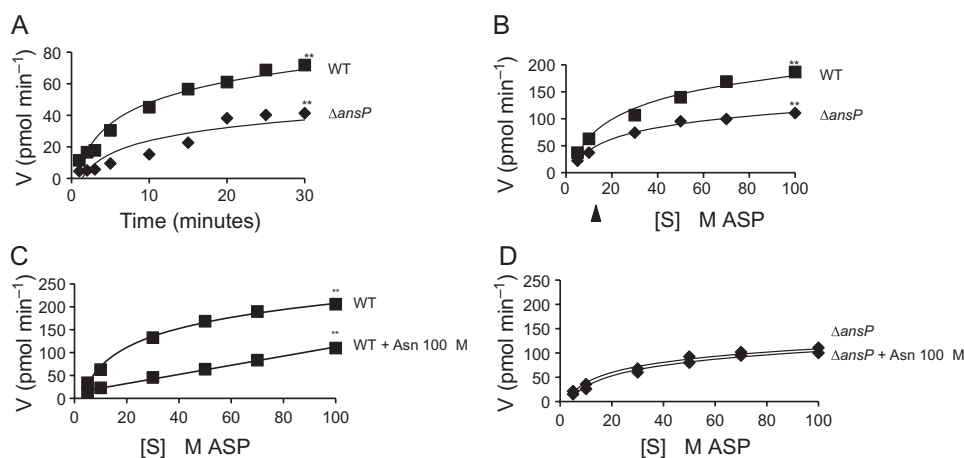 A
V (pmol min⁻¹)
80
60
40
20
0
0
10
20
30
Time (minutes)
**
WT
**
ΔansP
B
V (pmol min⁻¹)
200
150
100
50
0
0
20
40
60
80
100
[S] M ASP
**
WT
**
ΔansP
C
V (pmol min⁻¹)
250
200
150
100
50
0
0
20
40
60
80
100
[S] M ASP
**
WT
**
WT + Asn 100 M
D
V (pmol min⁻¹)
250
200
150
100
50
0
0
20
40
60
80
100
[S] M ASP
ΔansP
ΔansP + Asn 100 M